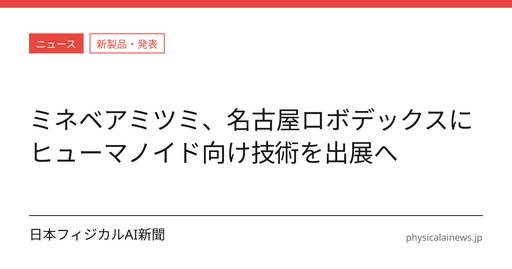 ニュース 新製品・発表
ミネベアミツミ、名古屋ロボデックスに
ヒューマノイド向け技術を出展へ
日本フィジカルAI新聞 physicalainews.jp